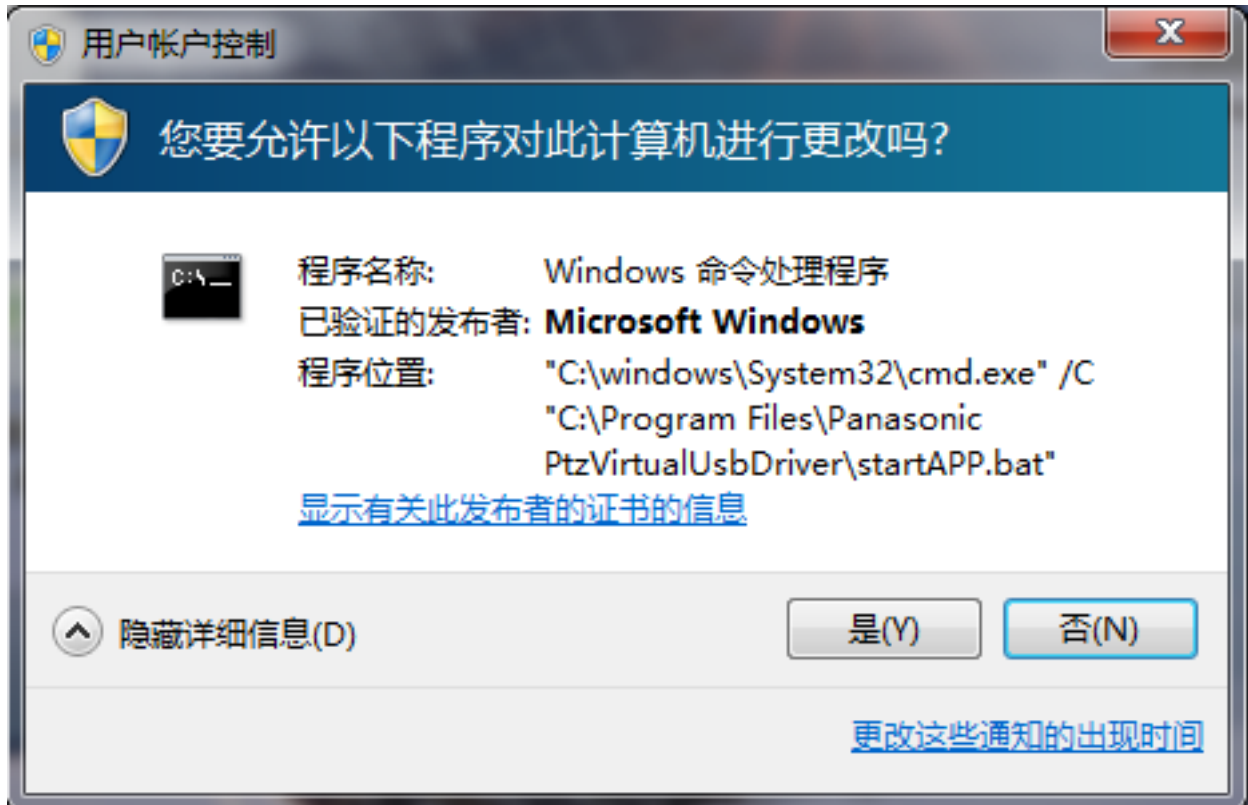 用户帐户控制
您要允许以下程序对此计算机进行更改吗?
C:\_
程序名称: Windows 命令处理程序
已验证的发布者: Microsoft Windows
程序位置: "C:\windows\System32\cmd.exe" /C
"C:\Program Files\Panasonic
PtzVirtualUsbDriver\startAPP.bat"
显示有关此发布者的证书的信息
隐藏详细信息(D)
是(Y)
否(N)
更改这些通知的出现时间